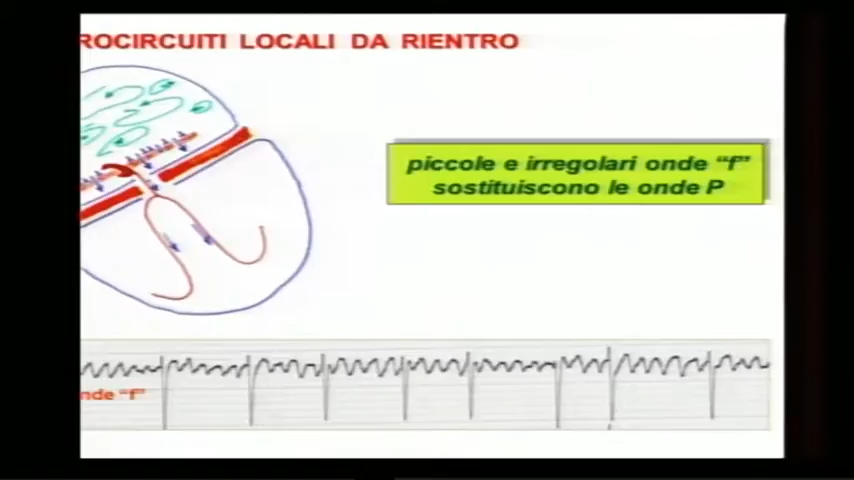 ROCIRCUITI LOCALI DA RIENTRO
piccole e irregolari onde “f”
sostituiscono le onde P
nde “f”